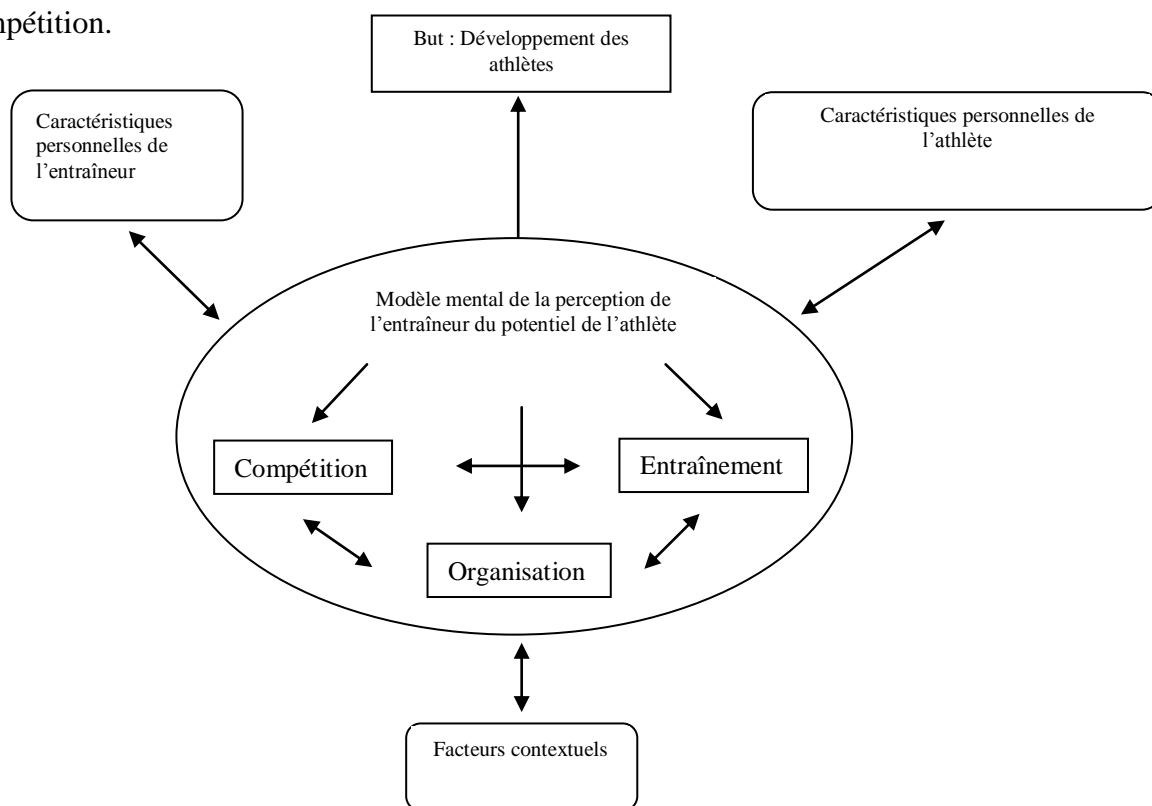 mpétition.
But : Développement des
athlètes
Caractéristiques
personnelles de
l’entraîneur
Caractéristiques personnelles de
l’athlète
Modèle mental de la perception de
l’entraîneur du potentiel de l’athlète
Compétition
Entraînement
Organisation
Facteurs contextuels